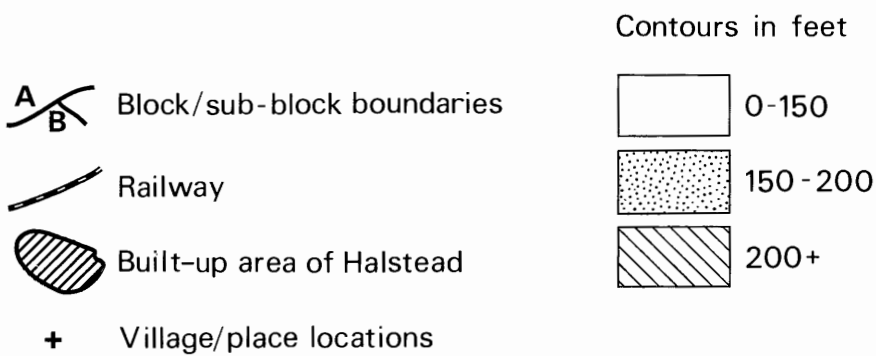 Contours in feet
A
B
Block/sub-block boundaries
0-150
Railway
150-200
Built-up area of Halstead
200+
Village/place locations